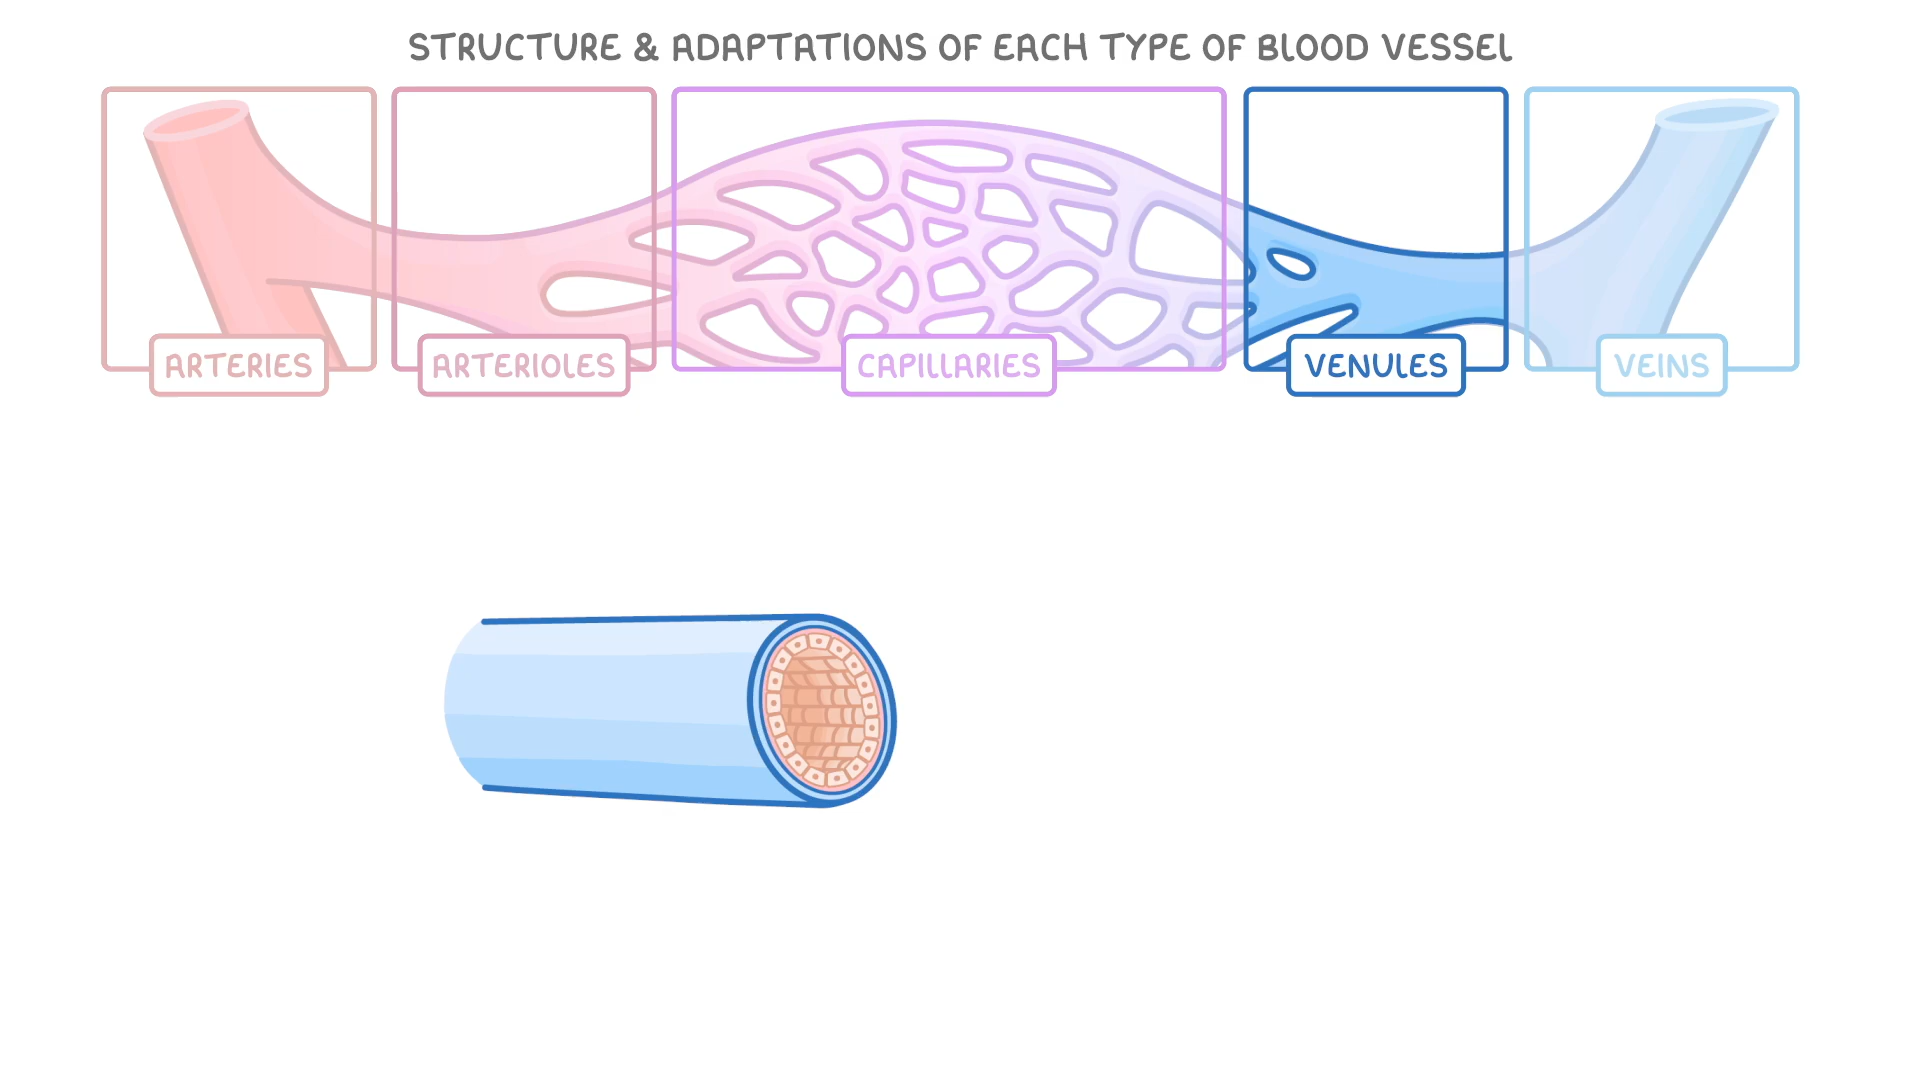 STRUCTURE & ADAPTATIONS OF EACH TYPE OF BLOOD VESSEL
ARTERIES
ARTERIOLES
CAPILLARIES
VENULES
VEINS